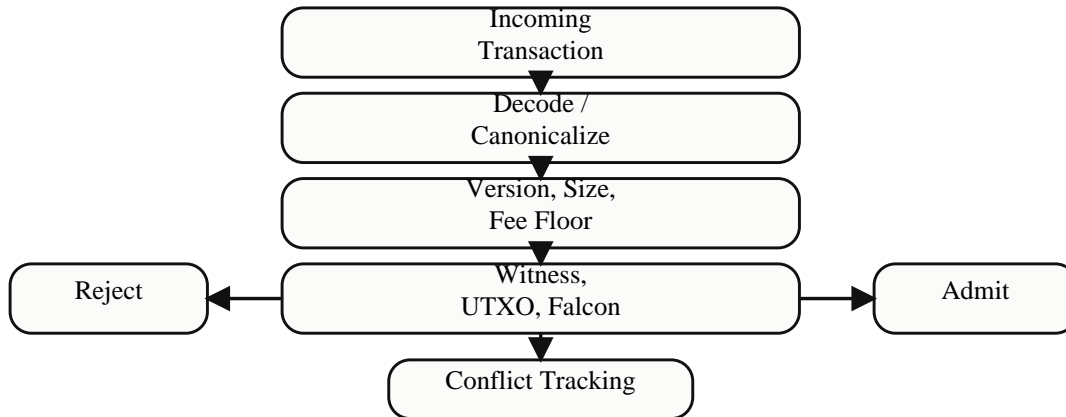 Incoming
Transaction
Decode /
Canonicalize
Version, Size,
Fee Floor
Reject
Witness,
UTXO, Falcon
Admit
Conflict Tracking